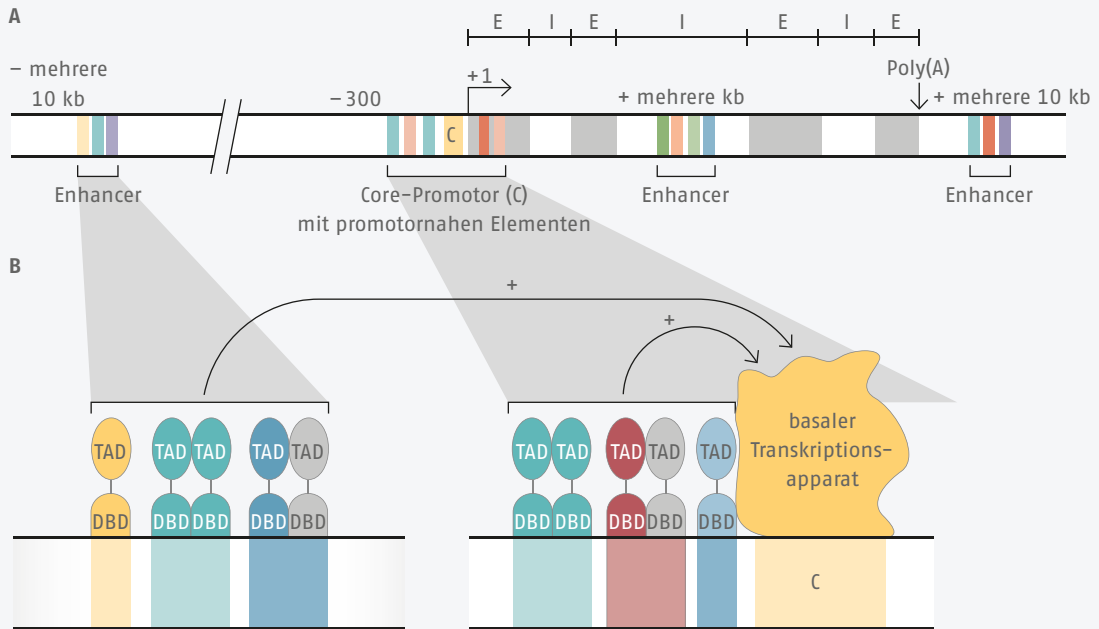 A
E I E I E I E
– mehrere
10 kb
– 300
+1
+ mehrere kb
Poly(A)
+ mehrere 10 kb
C
Enhancer
Core–Promotor (C)
mit promotornahen Elementen
Enhancer
Enhancer
B
+
+
TAD TAD TAD TAD TAD
DBD DBD DBD DBD DBD
TAD TAD TAD TAD TAD
DBD DBD DBD DBD DBD
basaler
Transkriptions–
apparat
C